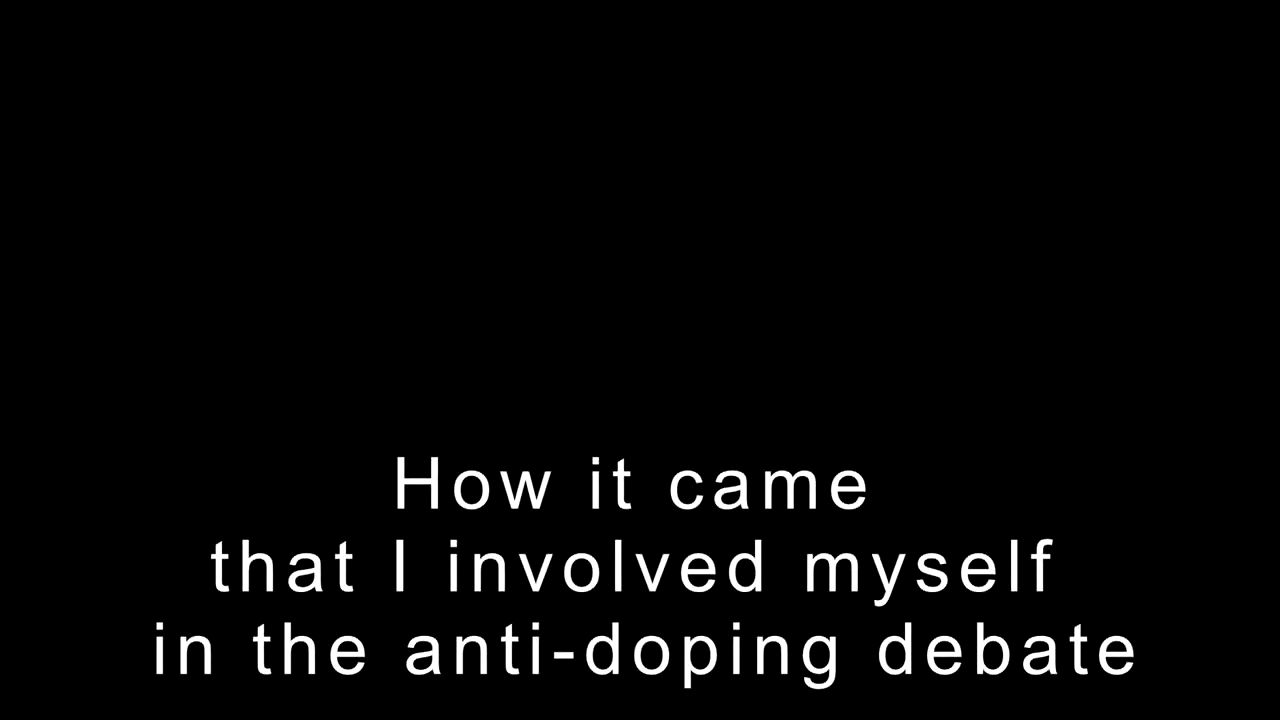 How it came
that I involved myself
in the anti-doping debate